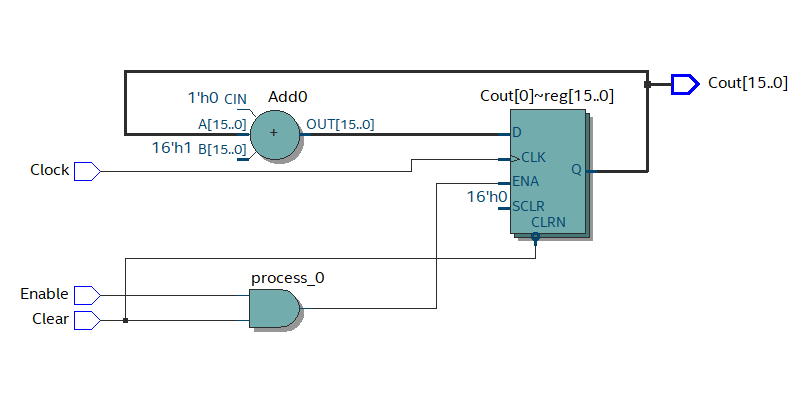 Cout[15..0]
Cout[0]~reg[15..0]
1'h0 CIN
Add0
A[15..0]
+
OUT[15..0]
16'h1 B[15..0]
D
CLK
Clock
Q
ENA
16'h0
SCLR
CLRN
process_0
Enable
Clear